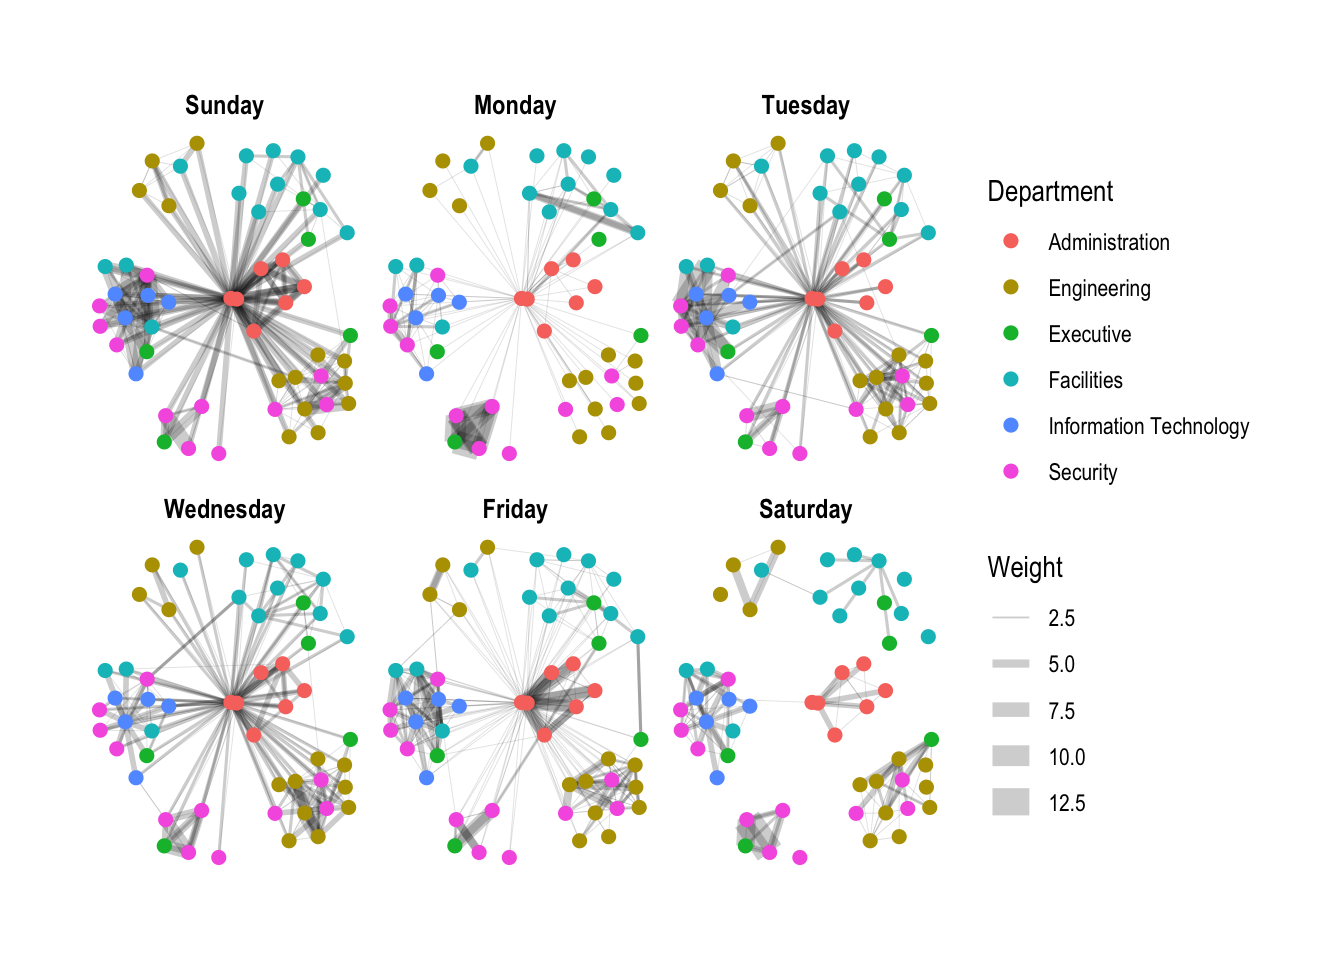 Sunday
Monday
Tuesday
Wednesday
Friday
Saturday
Department
Administration
Engineering
Executive
Facilities
Information Technology
Security
Weight
2.5
5.0
7.5
10.0
12.5